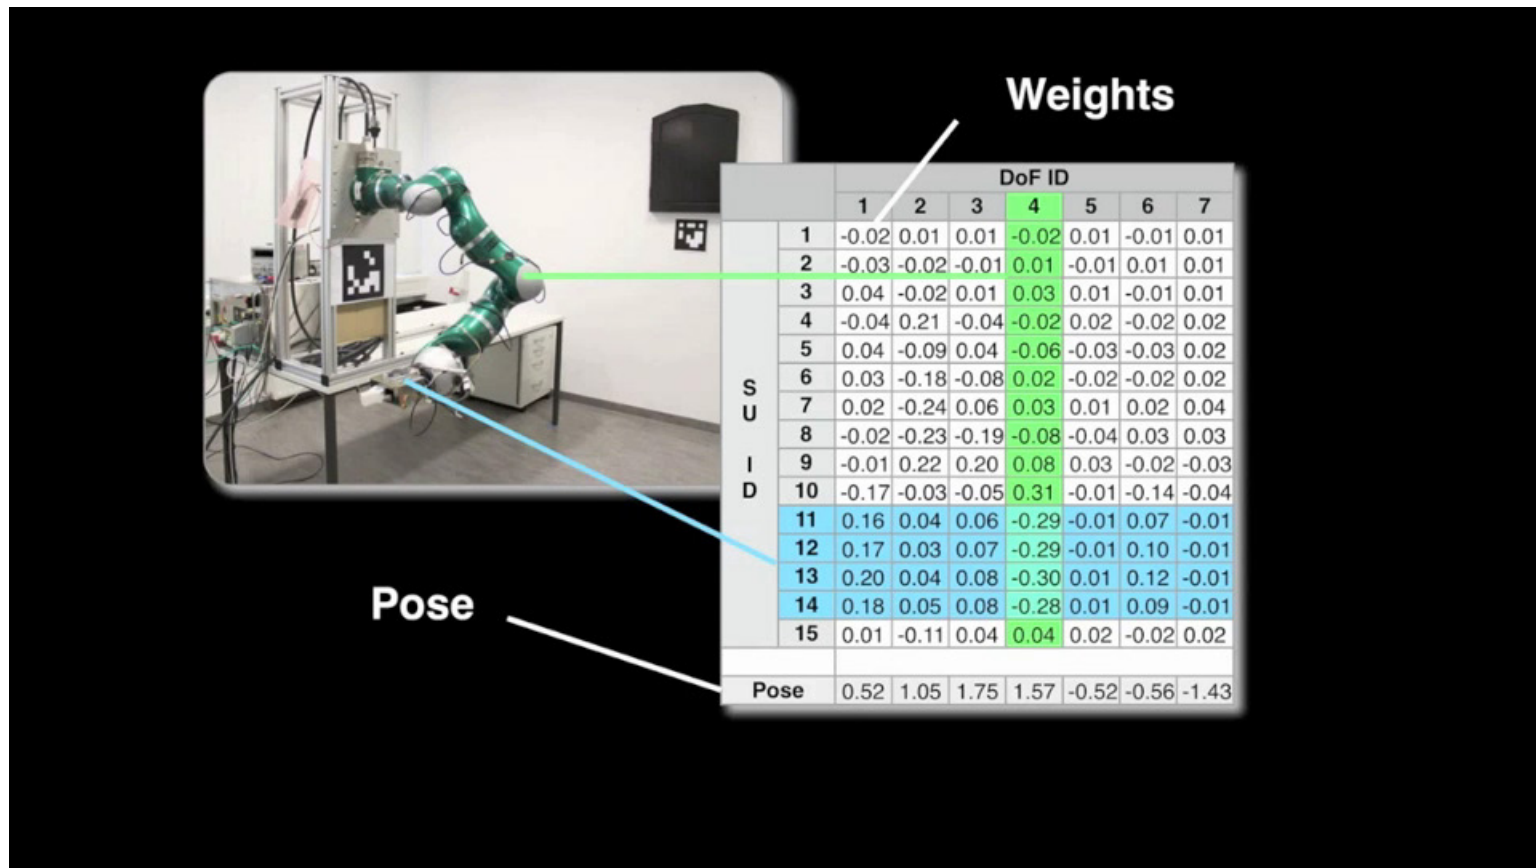 Weights
DoF ID
1 2 3 4 5 6 7
1 -0.02 0.01 0.01 -0.02 0.01 -0.01 0.01
2 -0.03 -0.02 -0.01 0.01 -0.01 0.01 0.01
3 0.04 -0.02 0.01 0.03 0.01 -0.01 0.01
4 -0.04 0.21 -0.04 -0.02 0.02 -0.02 0.02
5 0.04 -0.09 0.04 -0.06 -0.03 -0.03 0.02
SU ID
6 0.03 -0.18 -0.08 0.02 -0.02 -0.02 0.02
7 0.02 -0.24 0.06 0.03 0.01 0.02 0.04
8 -0.02 -0.23 -0.19 -0.08 -0.04 0.03 0.03
9 -0.01 0.22 0.20 0.08 0.03 -0.02 -0.03
10 -0.17 -0.03 -0.05 0.31 -0.01 -0.14 -0.04
11 0.16 0.04 0.06 -0.29 -0.01 0.07 -0.01
12 0.17 0.03 0.07 -0.29 -0.01 0.10 -0.01
13 0.20 0.04 0.08 -0.30 0.01 0.12 -0.01
14 0.18 0.05 0.08 -0.28 0.01 0.09 -0.01
15 0.01 -0.11 0.04 0.04 0.02 -0.02 0.02
Pose 0.52 1.05 1.75 1.57 -0.52 -0.56 -1.43
Pose